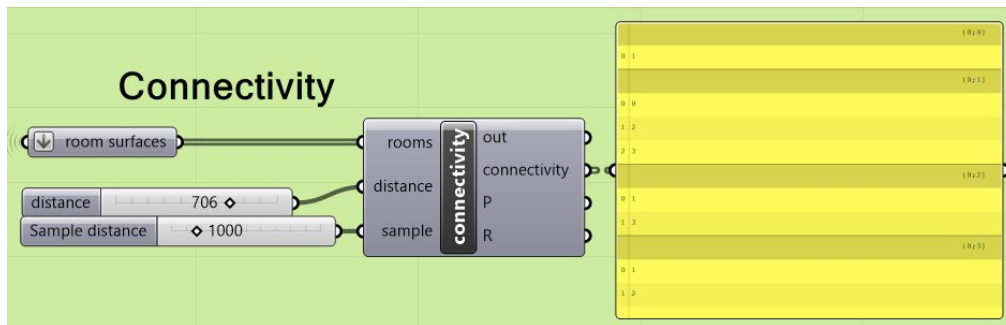 Connectivity
room surfaces
distance 706
Sample distance 1000
rooms
distance
sample
connectivity
out
connectivity
P
R
{0;0}
0 1
{0;1}
0 0
1 2
2 3
{0;2}
0 1
1 3
{0;3}
0 1
1 2